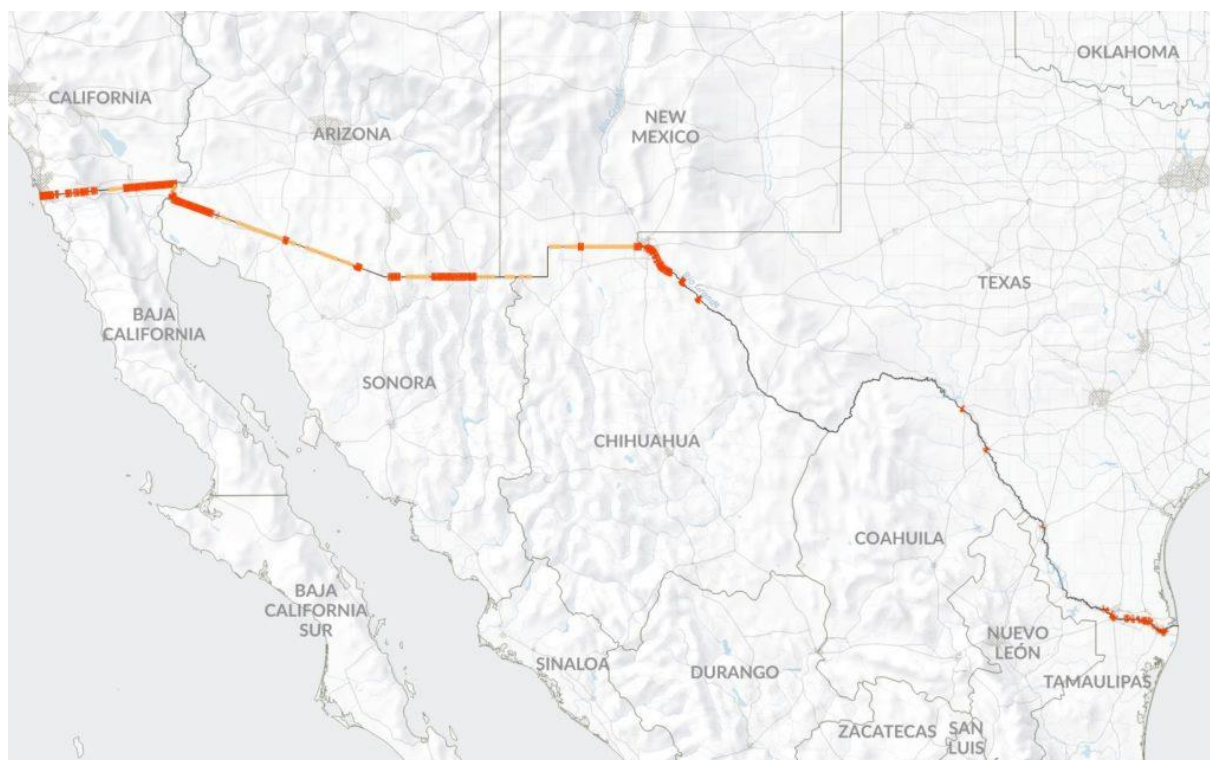 OKLAHOMA
CALIFORNIA
ARIZONA
NEW
MEXICO
TEXAS
BAJA
CALIFORNIA
SONORA
CHIHUAHUA
COAHUILA
BAJA
CALIFORNIA
SUR
SINALOA
DURANGO
NUEVO
LEÓN
TAMAULIPAS
ZACATECAS
SAN
LUIS